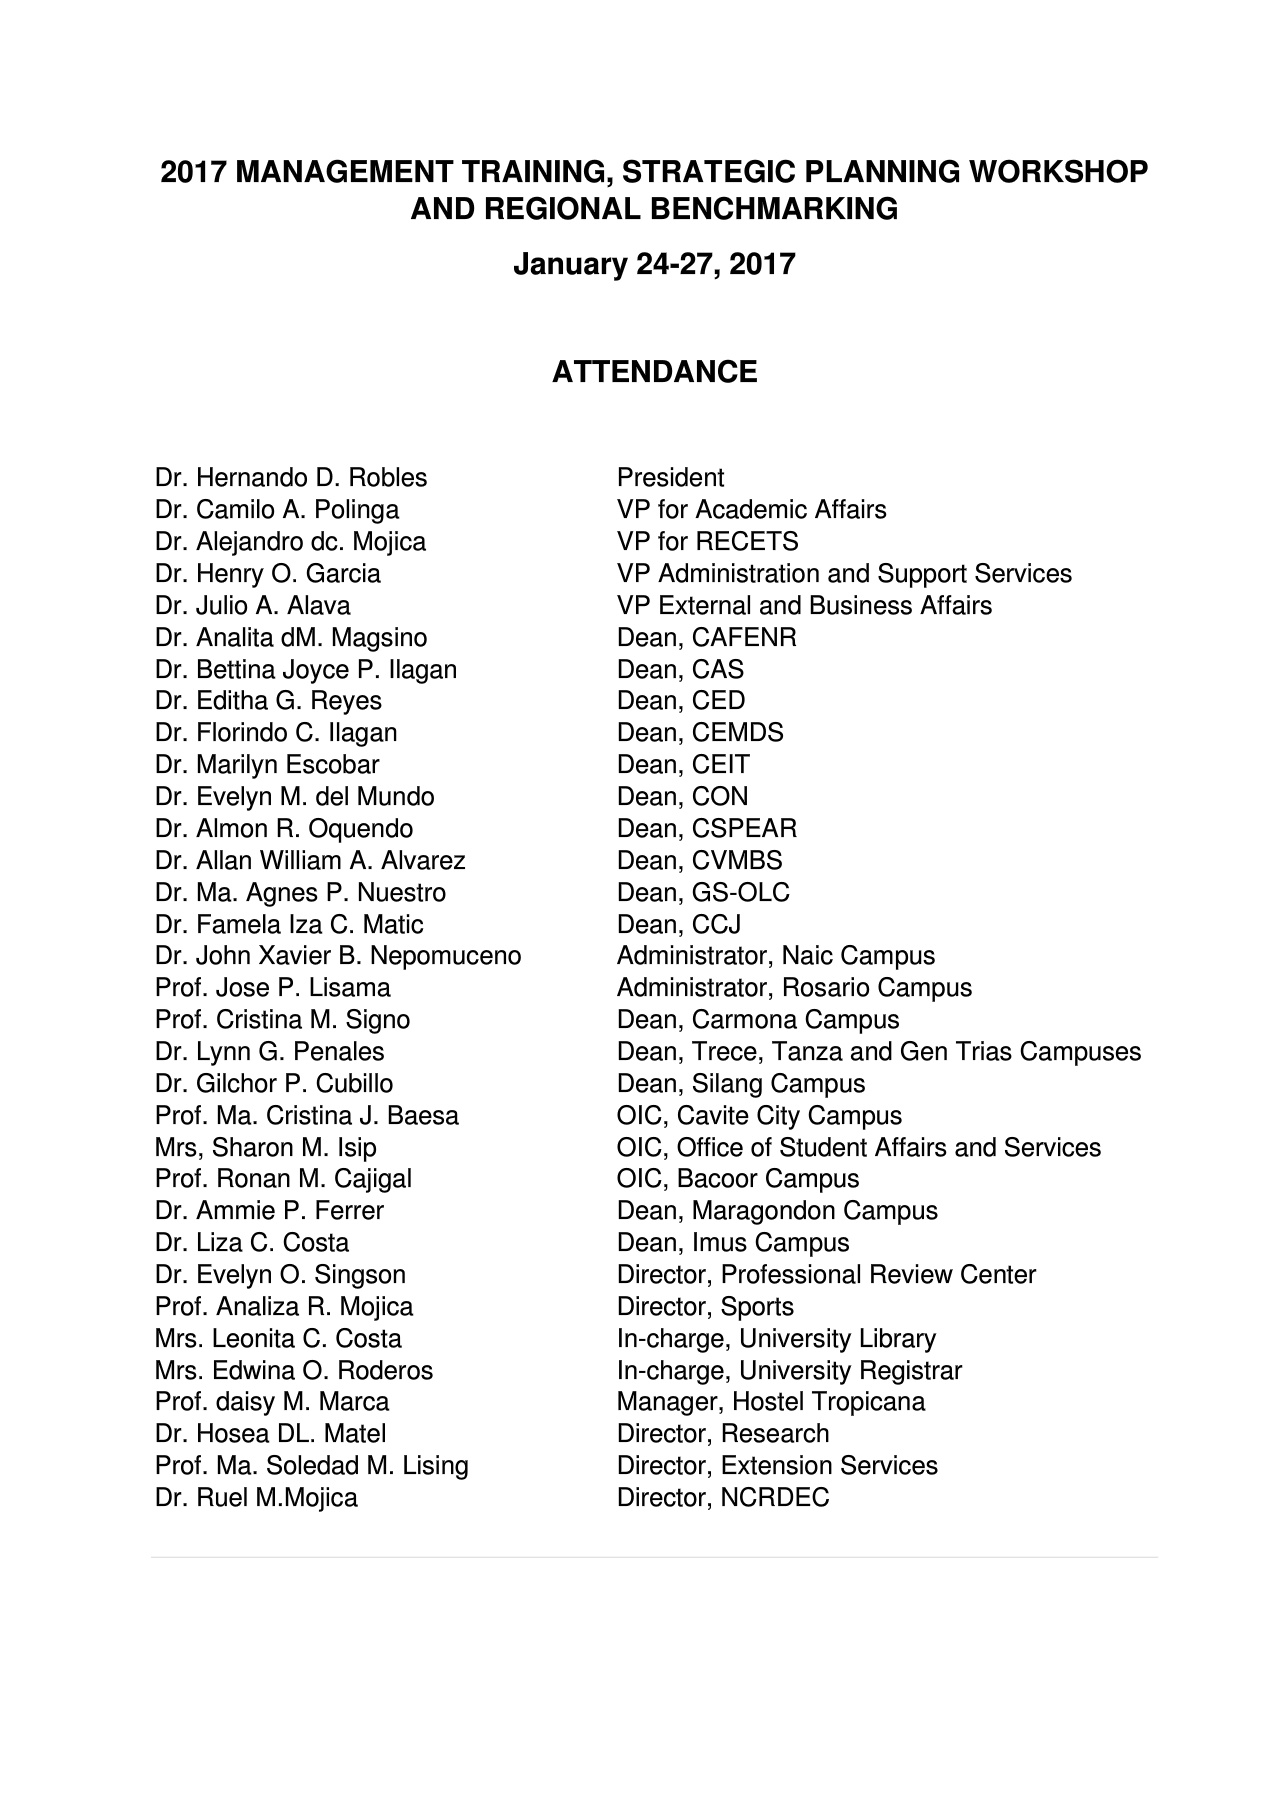 2017 MANAGEMENT TRAINING, STRATEGIC PLANNING WORKSHOP
AND REGIONAL BENCHMARKING
January 24-27, 2017
ATTENDANCE
Dr. Hernando D. Robles President
Dr. Camilo A. Polinga VP for Academic Affairs
Dr. Alejandro dc. Mojica VP for RECETS
Dr. Henry O. Garcia VP Administration and Support Services
Dr. Julio A. Alava VP External and Business Affairs
Dr. Analita dM. Magsino Dean, CAFENR
Dr. Bettina Joyce P. Ilagan Dean, CAS
Dr. Editha G. Reyes Dean, CED
Dr. Florindo C. Ilagan Dean, CEMDS
Dr. Marilyn Escobar Dean, CEIT
Dr. Evelyn M. del Mundo Dean, CON
Dr. Almon R. Oquendo Dean, CSPEAR
Dr. Allan William A. Alvarez Dean, CVMBS
Dr. Ma. Agnes P. Nuestro Dean, GS-OLC
Dr. Famela Iza C. Matic Dean, CCJ
Dr. John Xavier B. Nepomuceno Administrator, Naic Campus
Prof. Jose P. Lisama Administrator, Rosario Campus
Prof. Cristina M. Signo Dean, Carmona Campus
Dr. Lynn G. Penales Dean, Trece, Tanza and Gen Trias Campuses
Dr. Gilchor P. Cubillo Dean, Silang Campus
Prof. Ma. Cristina J. Baesa OIC, Cavite City Campus
Mrs, Sharon M. Isip OIC, Office of Student Affairs and Services
Prof. Ronan M. Cajigal OIC, Bacoor Campus
Dr. Ammie P. Ferrer Dean, Maragondon Campus
Dr. Liza C. Costa Dean, Imus Campus
Dr. Evelyn O. Singson Director, Professional Review Center
Prof. Analiza R. Mojica Director, Sports
Mrs. Leonita C. Costa In-charge, University Library
Mrs. Edwina O. Roderos In-charge, University Registrar
Prof. daisy M. Marca Manager, Hostel Tropicana
Dr. Hosea DL. Matel Director, Research
Prof. Ma. Soledad M. Lising Director, Extension Services
Dr. Ruel M.Mojica Director, NCRDEC